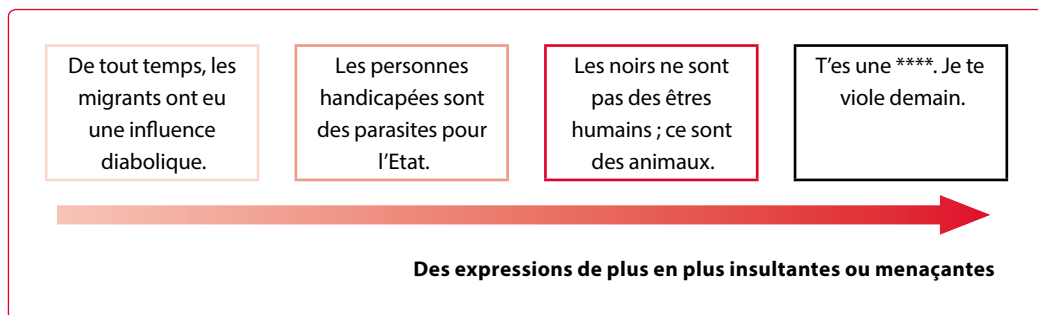 De tout temps, les
migrants ont eu
une influence
diabolique.
Les personnes
handicapées sont
des parasites pour
l'Etat.
Les noirs ne sont
pas des êtres
humains ; ce sont
des animaux.
T'es une ****. Je te
viole demain.
Des expressions de plus en plus insultantes ou menaçantes